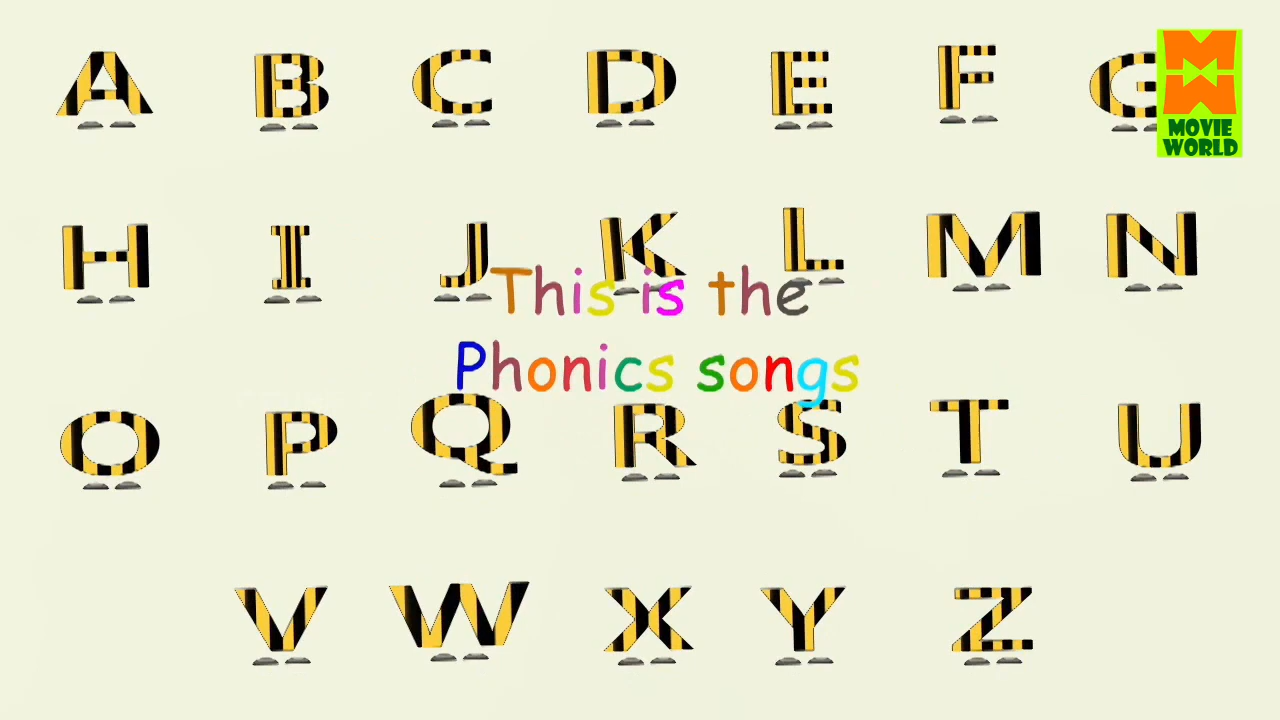 A B C D E F G
MOVIE
WORLD
H I J K L M N
This is the
Phonics songs
O P Q R S T U
V W X Y Z